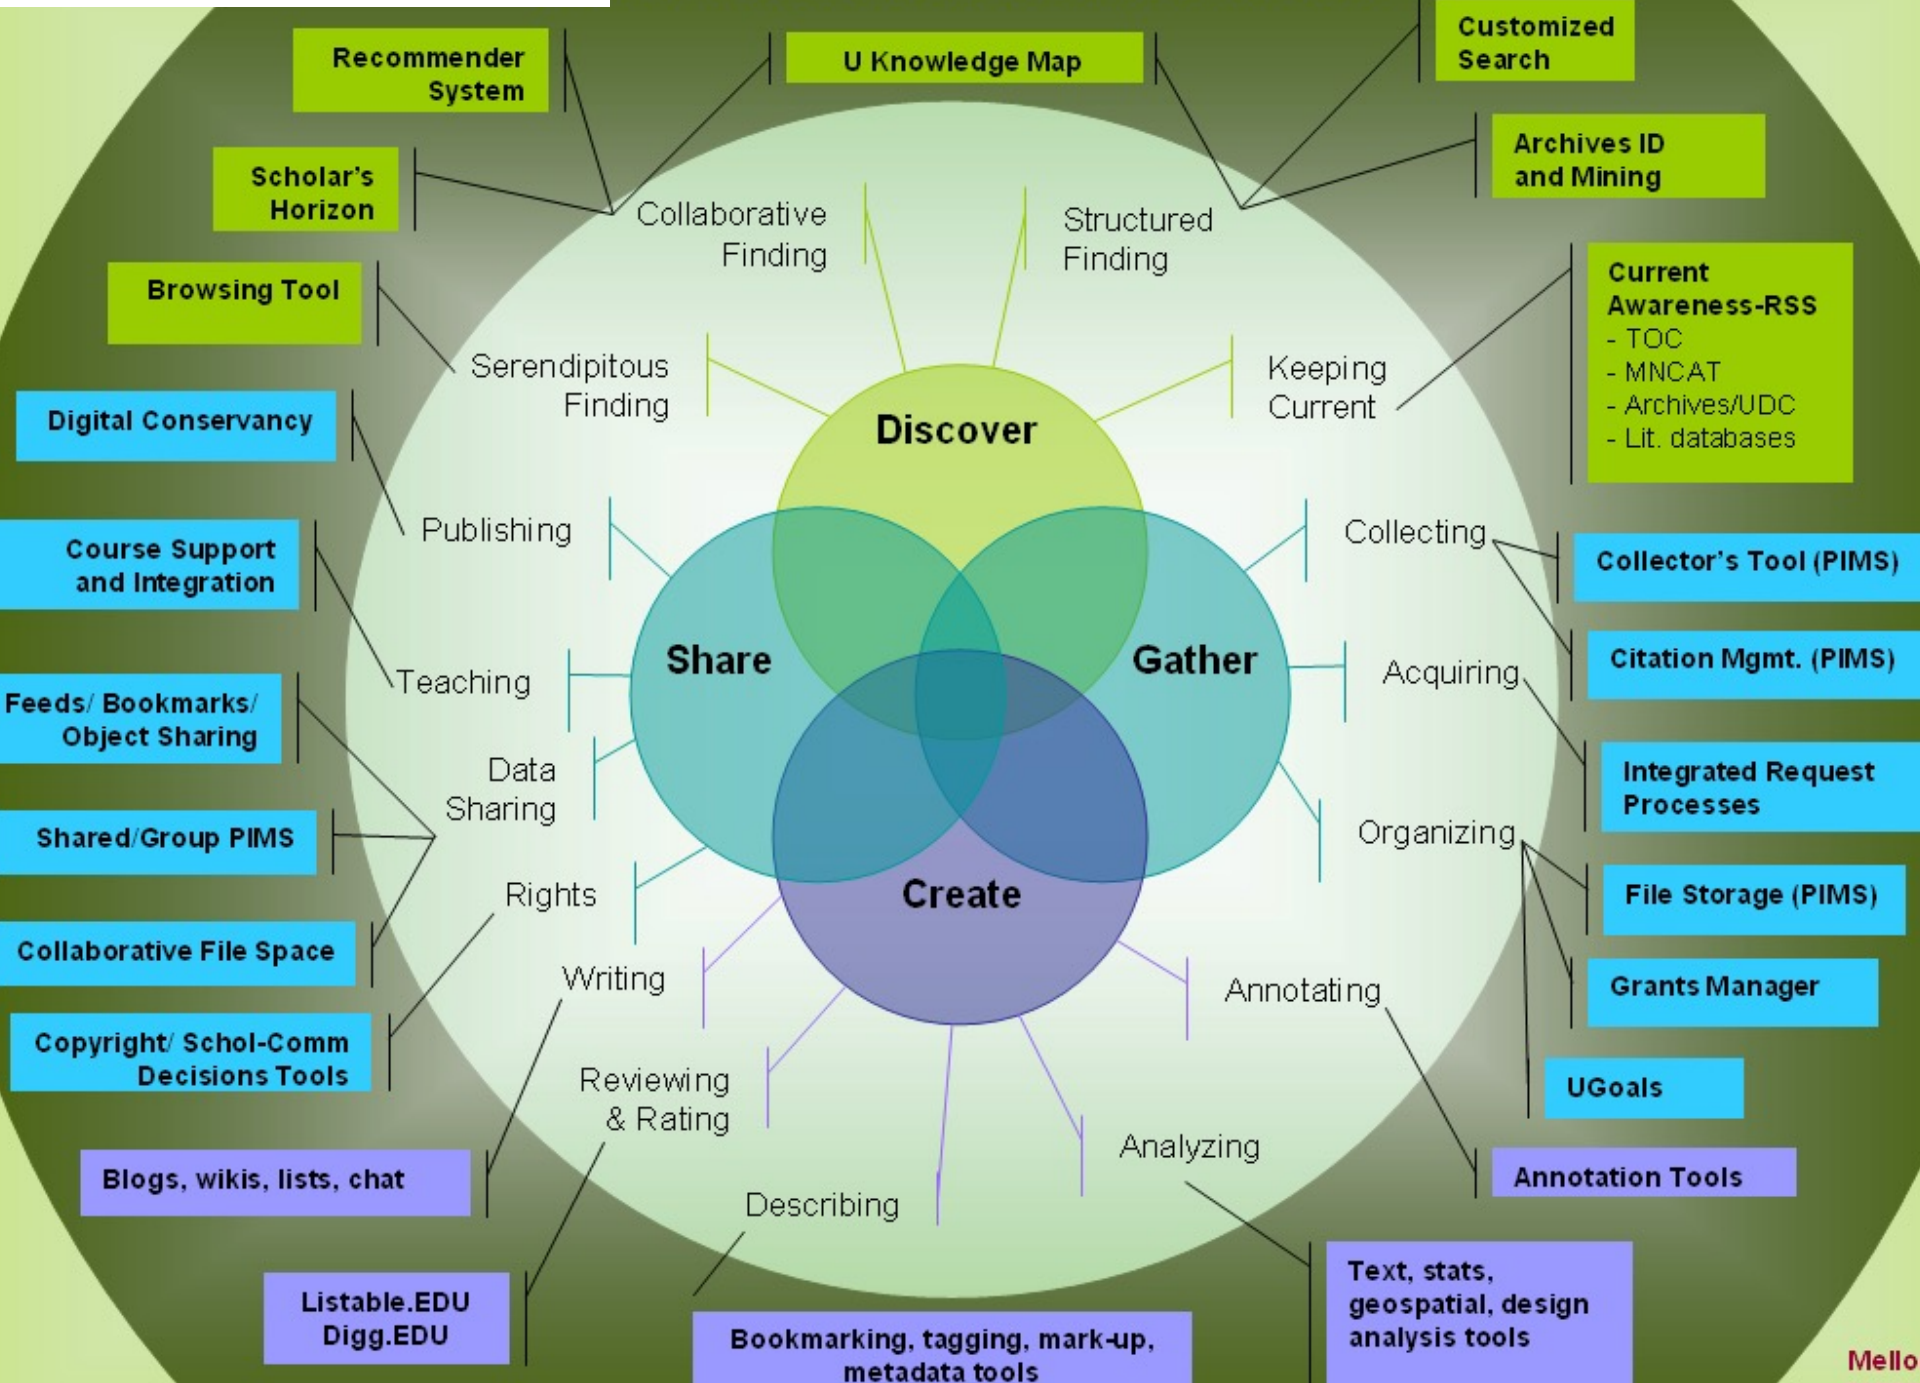 Recommender
System
U Knowledge Map
Customized
Search
Scholar's
Horizon
Archives ID
and Mining
Collaborative
Finding
Structured
Finding
Browsing Tool
Current
Awareness-RSS
- TOC
- MNCAT
- Archives/UDC
- Lit. databases
Serendipitous
Finding
Keeping
Current
Discover
Digital Conservancy
Publishing
Collecting
Course Support
and Integration
Collector's Tool (PIMS)
Share
Gather
Teaching
Acquiring
Citation Mgmt. (PIMS)
Feeds/ Bookmarks/
Object Sharing
Data
Sharing
Integrated Request
Processes
Shared/Group PIMS
Organizing
Rights
Create
File Storage (PIMS)
Collaborative File Space
Writing
Annotating
Grants Manager
Copyright/ Schol-Comm
Decisions Tools
Reviewing
& Rating
UGoals
Analyzing
Blogs, wikis, lists, chat
Annotation Tools
Describing
Listable.EDU
Digg.EDU
Text, stats,
geospatial, design
analysis tools
Bookmarking, tagging, mark-up,
metadata tools
Mello